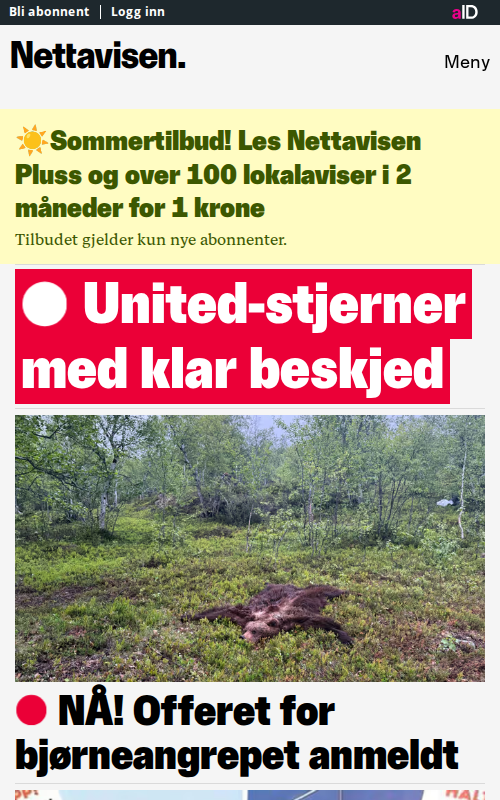 Bli abonnent
Logg inn
aID
Nettavisen.
Meny
Sommertilbud! Les Nettavisen
Pluss og over 100 lokalaviser i 2
måneder for 1 krone
Tilbudet gjelder kun nye abonnenter.
United-stjerner
med klar beskjed
NÅ! Offeret for
bjørneangrepet anmeldt